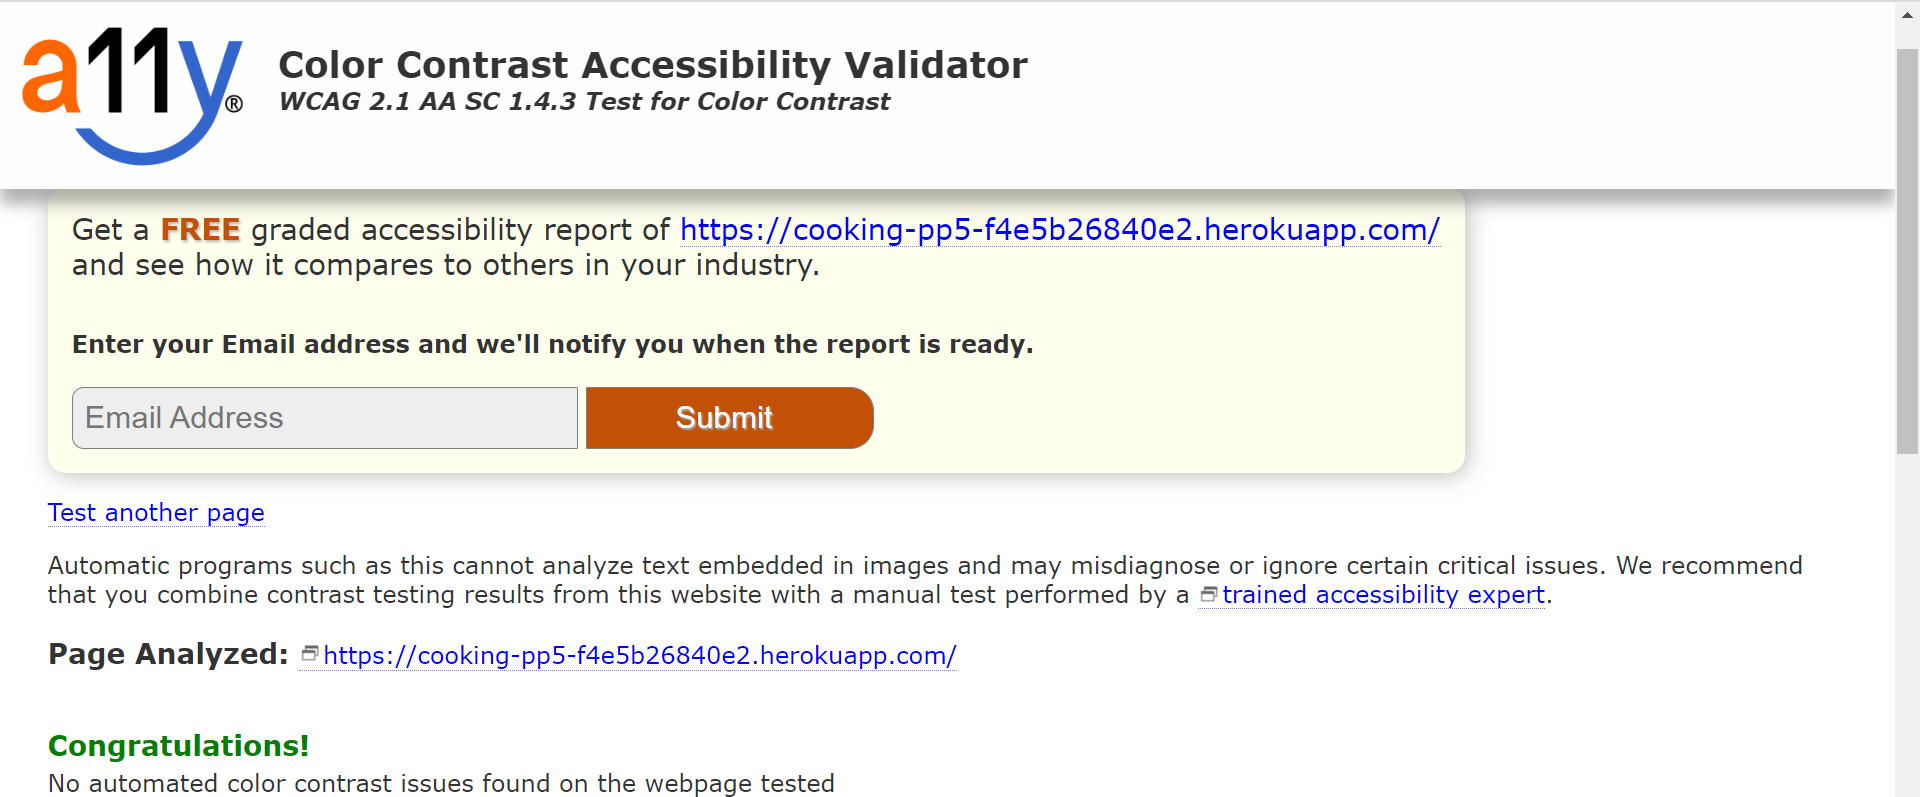 a11y®
Color Contrast Accessibility Validator
WCAG 2.1 AA SC 1.4.3 Test for Color Contrast
Get a FREE graded accessibility report of https://cooking-pp5-f4e5b26840e2.herokuapp.com/
and see how it compares to others in your industry.
Enter your Email address and we'll notify you when the report is ready.
Email Address
Submit
Test another page
Automatic programs such as this cannot analyze text embedded in images and may misdiagnose or ignore certain critical issues. We recommend
that you combine contrast testing results from this website with a manual test performed by a trained accessibility expert.
Page Analyzed: https://cooking-pp5-f4e5b26840e2.herokuapp.com/
Congratulations!
No automated color contrast issues found on the webpage tested